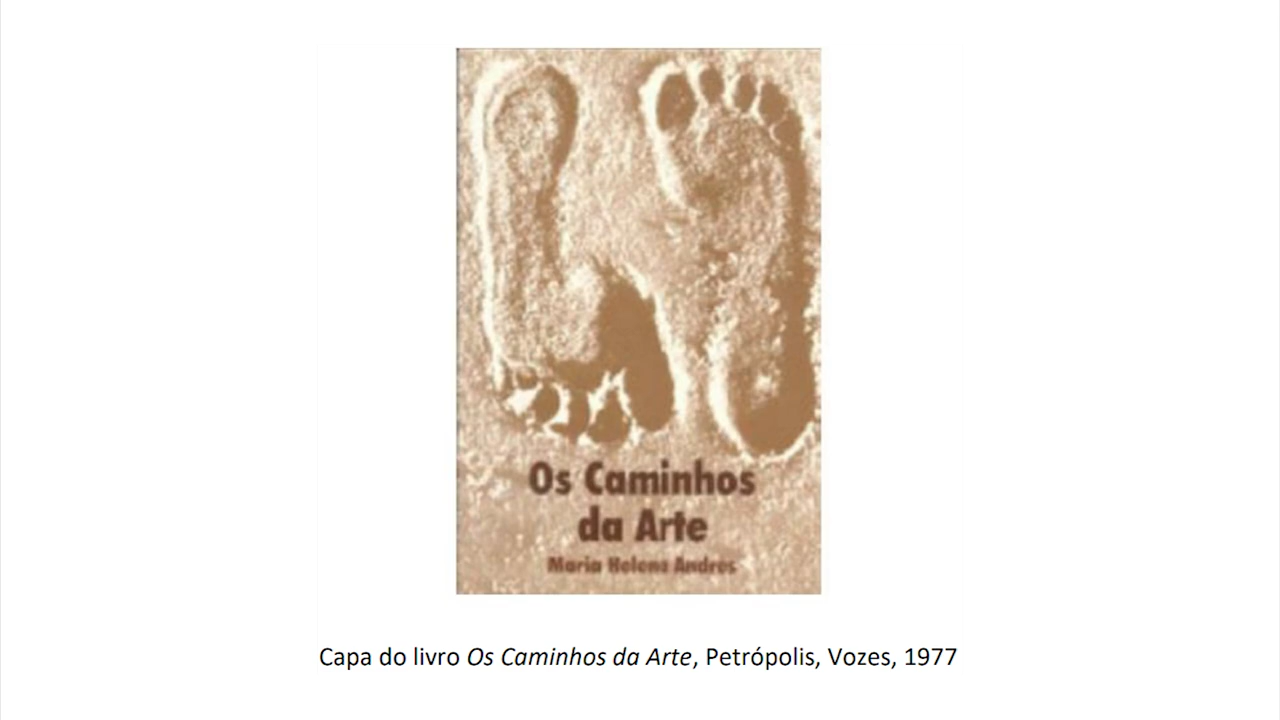 Os Caminhos
da Arte
Maria Helena Andrés
Capa do livro Os Caminhos da Arte, Petrópolis, Vozes, 1977